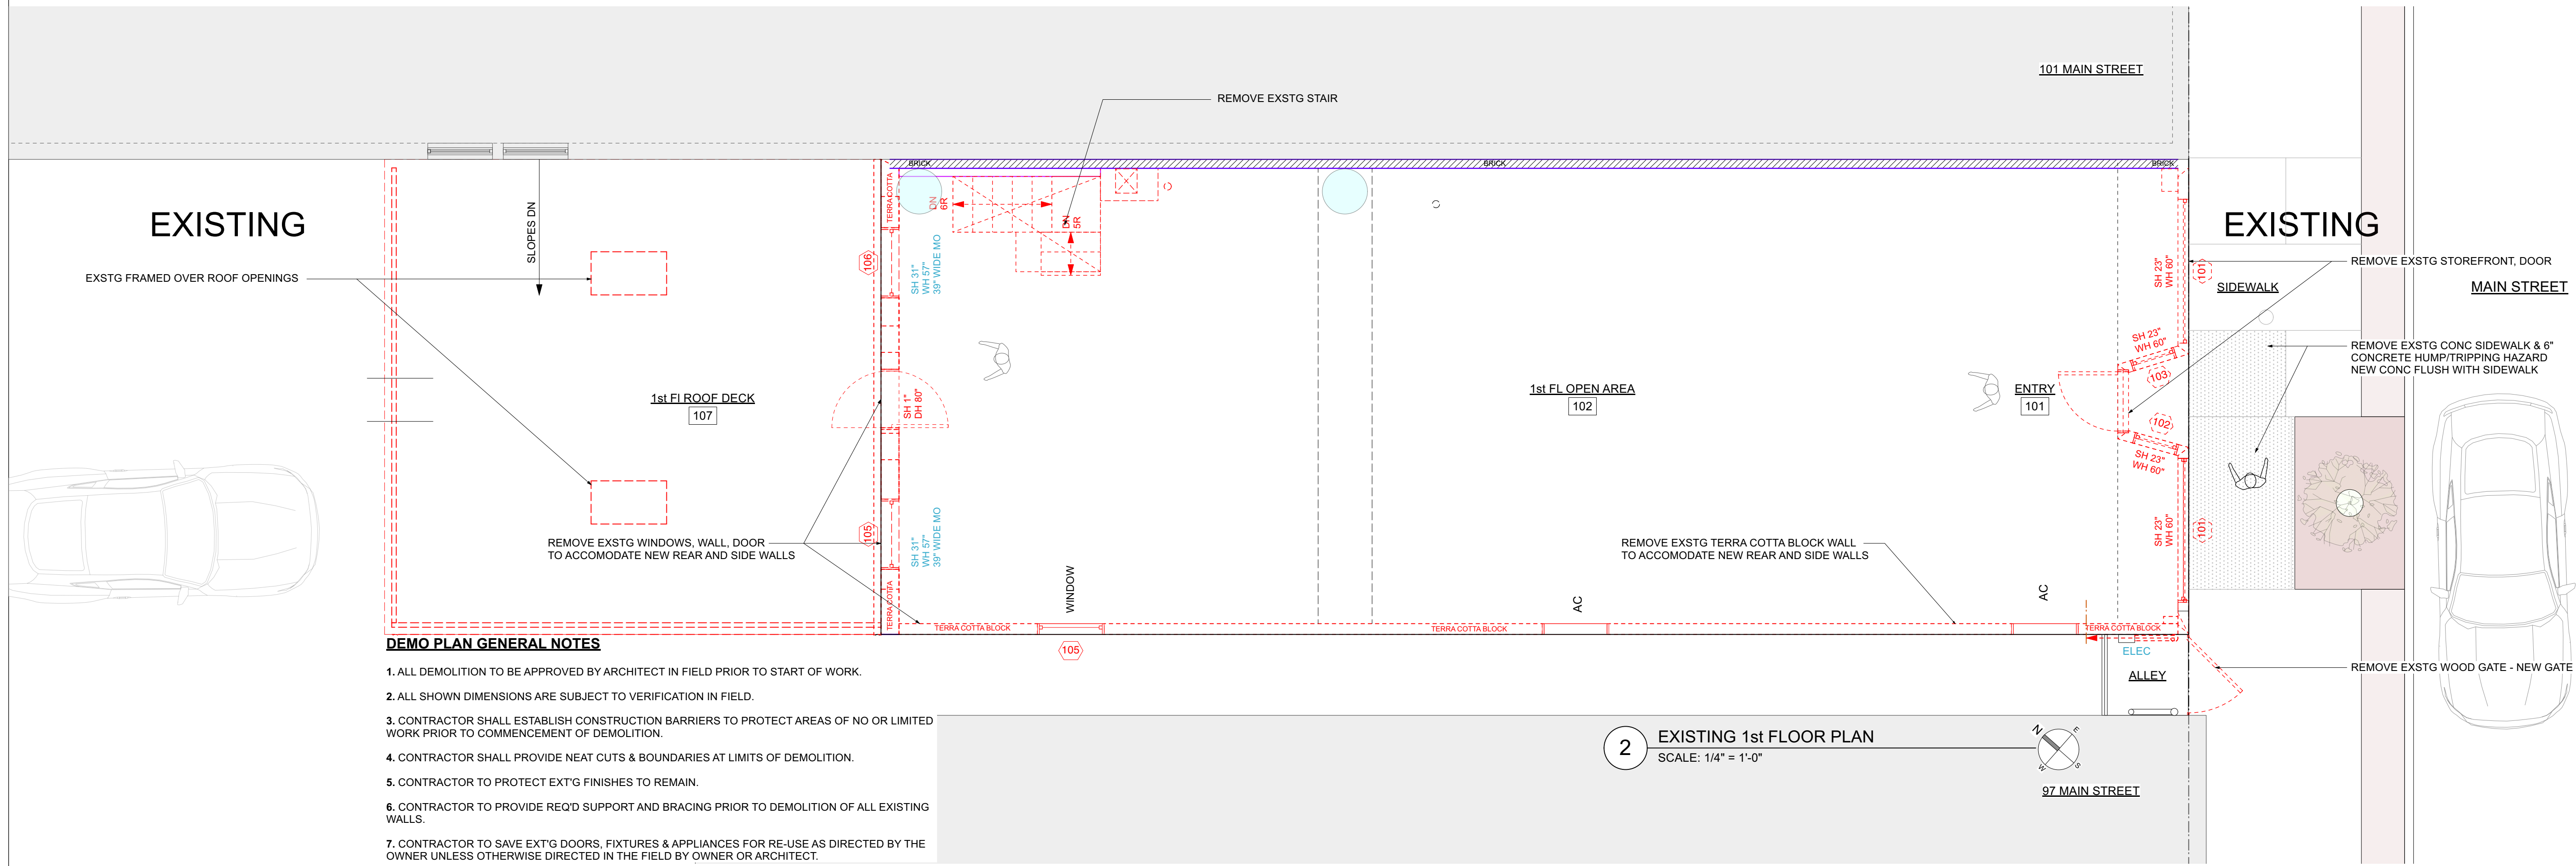 101 MAIN STREET
REMOVE EXSTG STAIR
BRICK
BRICK
BRICK
EXISTING
SLOPES DN
EXSTG FRAMED OVER ROOF OPENINGS
TERRA COTTA
DN
6R
DN
5R
106
SH 31"
WH 57"
39" WIDE MO
1st Fl ROOF DECK
107
SH 1"
DH 80"
1st FL OPEN AREA
102
ENTRY
101
SH 23"
WH 60"
101
SH 23"
WH 60"
103
102
SH 23"
WH 60"
SH 23"
WH 60"
101
EXISTING
REMOVE EXSTG STOREFRONT, DOOR
SIDEWALK
MAIN STREET
REMOVE EXSTG CONC SIDEWALK & 6"
CONCRETE HUMP/TRIPPING HAZARD
NEW CONC FLUSH WITH SIDEWALK
105
SH 31"
WH 57"
39" WIDE MO
REMOVE EXSTG WINDOWS, WALL, DOOR
TO ACCOMODATE NEW REAR AND SIDE WALLS
TERRA COTTA
WINDOW
REMOVE EXSTG TERRA COTTA BLOCK WALL
TO ACCOMODATE NEW REAR AND SIDE WALLS
AC
AC
TERRA COTTA BLOCK
TERRA COTTA BLOCK
TERRA COTTA BLOCK
105
ELEC
ALLEY
REMOVE EXSTG WOOD GATE - NEW GATE
DEMO PLAN GENERAL NOTES
1. ALL DEMOLITION TO BE APPROVED BY ARCHITECT IN FIELD PRIOR TO START OF WORK.
2. ALL SHOWN DIMENSIONS ARE SUBJECT TO VERIFICATION IN FIELD.
3. CONTRACTOR SHALL ESTABLISH CONSTRUCTION BARRIERS TO PROTECT AREAS OF NO OR LIMITED
WORK PRIOR TO COMMENCEMENT OF DEMOLITION.
4. CONTRACTOR SHALL PROVIDE NEAT CUTS & BOUNDARIES AT LIMITS OF DEMOLITION.
5. CONTRACTOR TO PROTECT EXT'G FINISHES TO REMAIN.
6. CONTRACTOR TO PROVIDE REQ'D SUPPORT AND BRACING PRIOR TO DEMOLITION OF ALL EXISTING
WALLS.
7. CONTRACTOR TO SAVE EXT'G DOORS, FIXTURES & APPLIANCES FOR RE-USE AS DIRECTED BY THE
OWNER UNLESS OTHERWISE DIRECTED IN THE FIELD BY OWNER OR ARCHITECT.
2
EXISTING 1st FLOOR PLAN
SCALE: 1/4" = 1'-0"
N
E
W
S
97 MAIN STREET